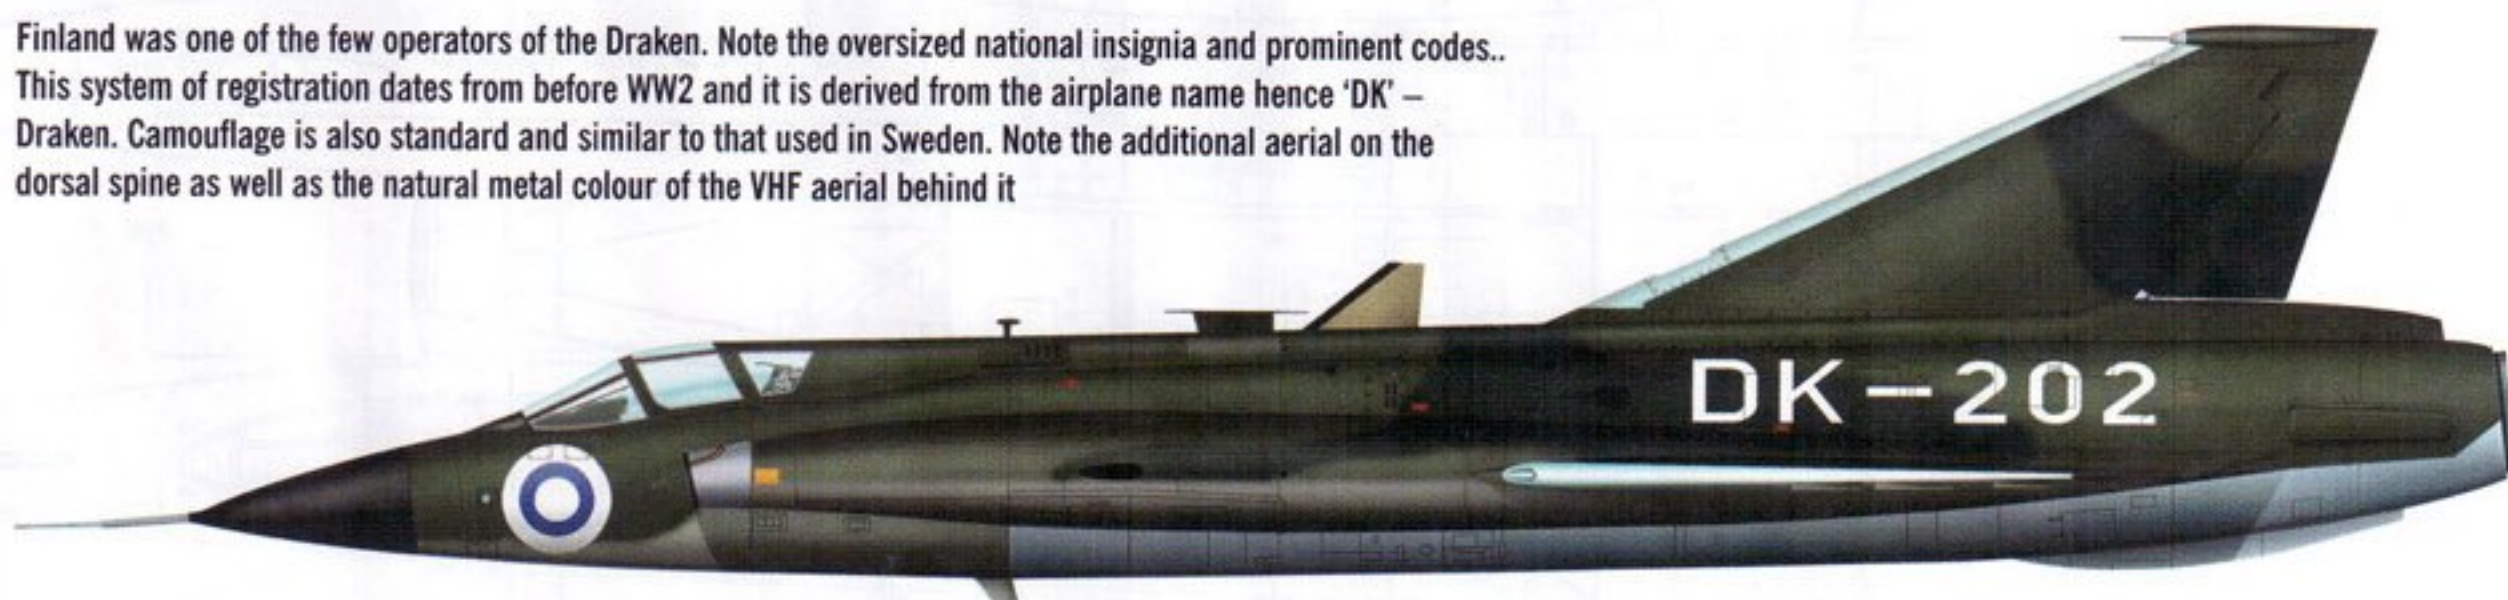 Finland was one of the few operators of the Draken. Note the oversized national insignia and prominent codes..
This system of registration dates from before WW2 and it is derived from the airplane name hence ‘DK’ –
Draken. Camouflage is also standard and similar to that used in Sweden. Note the additional aerial on the
dorsal spine as well as the natural metal colour of the VHF aerial behind it
DK-202